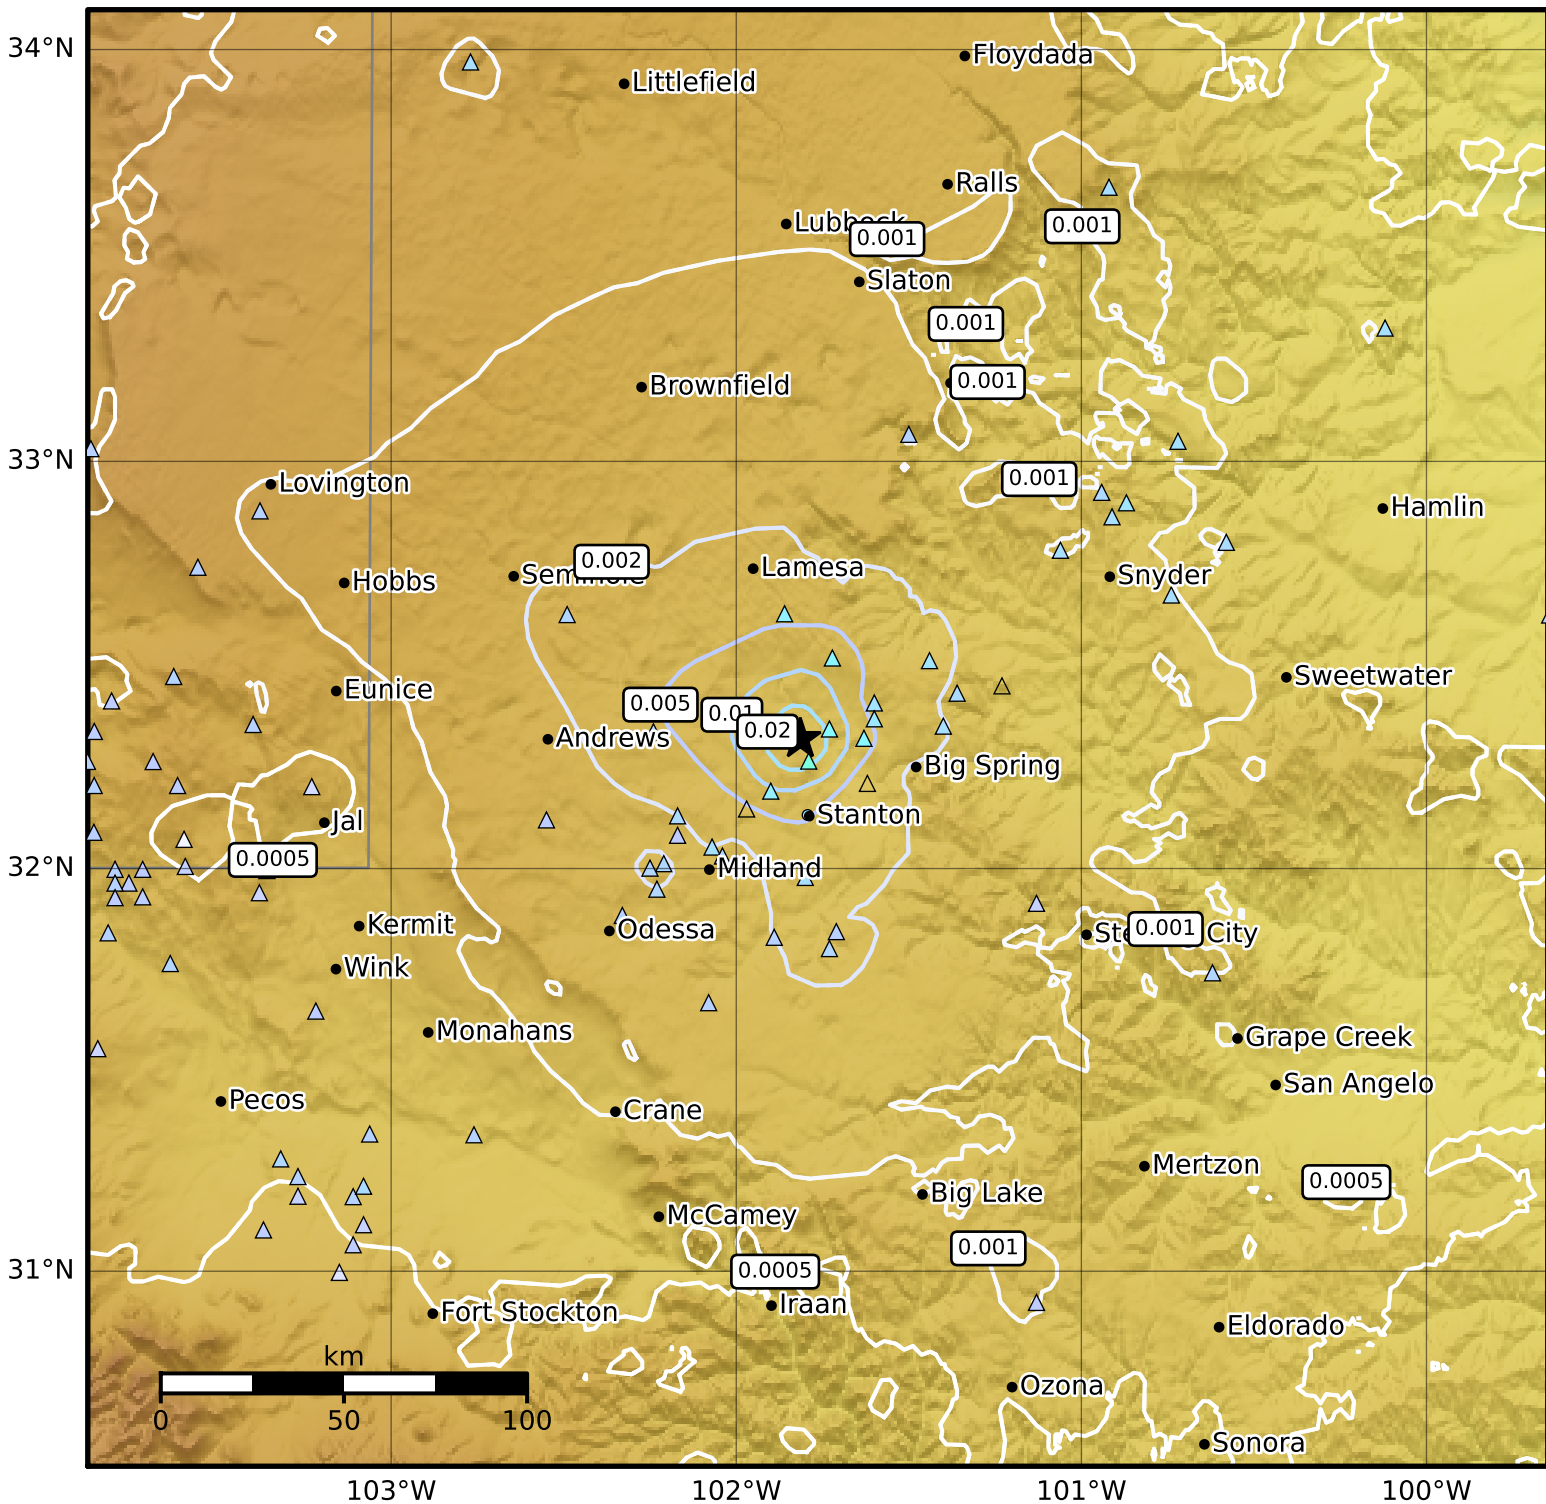 34°N
Floydada
Littlefield
Ralls
0.001
0.001
Slaton
0.001
0.001
Brownfield
33°N
0.001
Lovington
Hamlin
0.002
Lamesa
Hobbs
Snyder
Sweetwater
Eunice
0.005
0.02
Andrews
Big Spring
Stanton
Jal
0.0005
32°N
Midland
Kermit
Odessa
0.001
City
Wink
Monahans
Grape Creek
San Angelo
Pecos
Crane
Mertzon
0.0005
Big Lake
McCamey
0.001
31°N
0.0005
Iraan
Fort Stockton
Eldorado
km
Ozona
0 50 100
Sonora
103°W 102°W 101°W 100°W